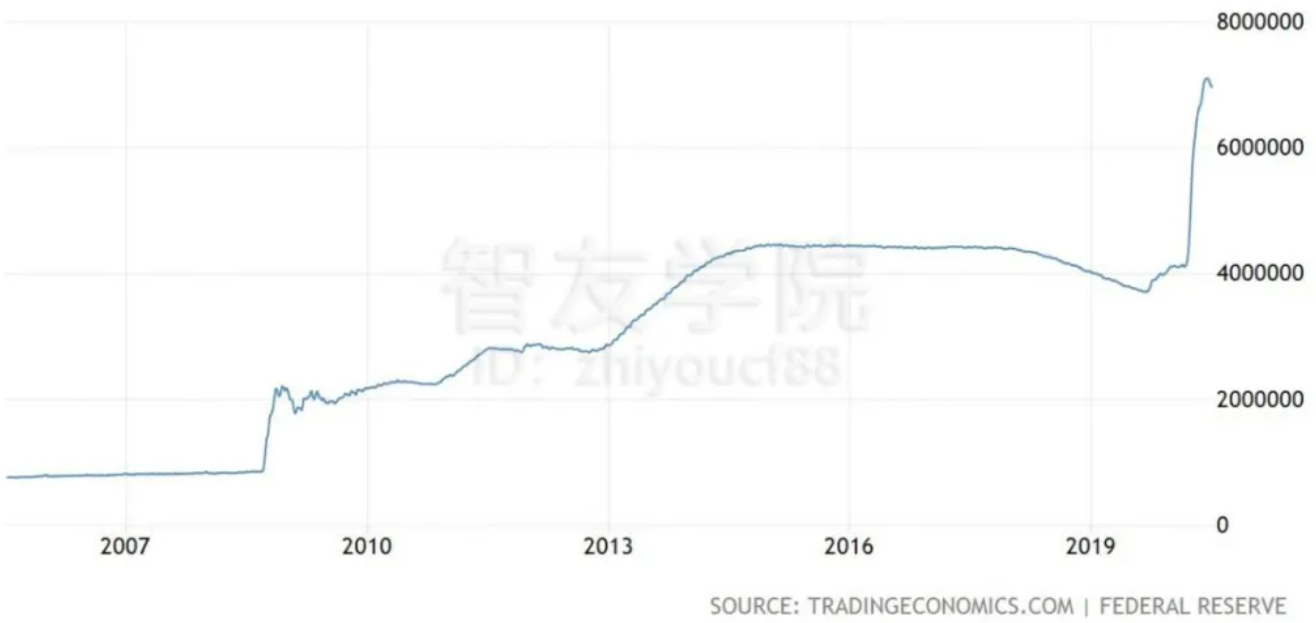 8000000
6000000
智友学院
4000000
ID: zhiyoucf88
2000000
0
2007 2010 2013 2016 2019
SOURCE: TRADINGECONOMICS.COM | FEDERAL RESERVE